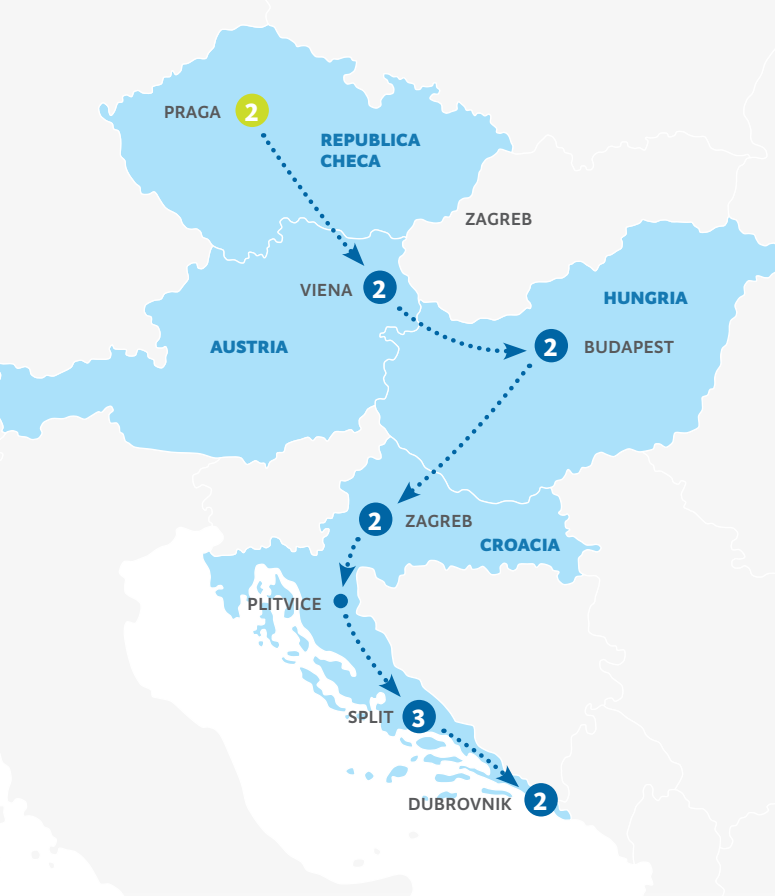 PRAGA 2
REPUBLICA
CHECA
ZAGREB
VIENA 2
HUNGRIA
AUSTRIA
2 BUDAPEST
2 ZAGREB
CROACIA
PLITVICE
SPLIT 3
DUBROVNIK 2